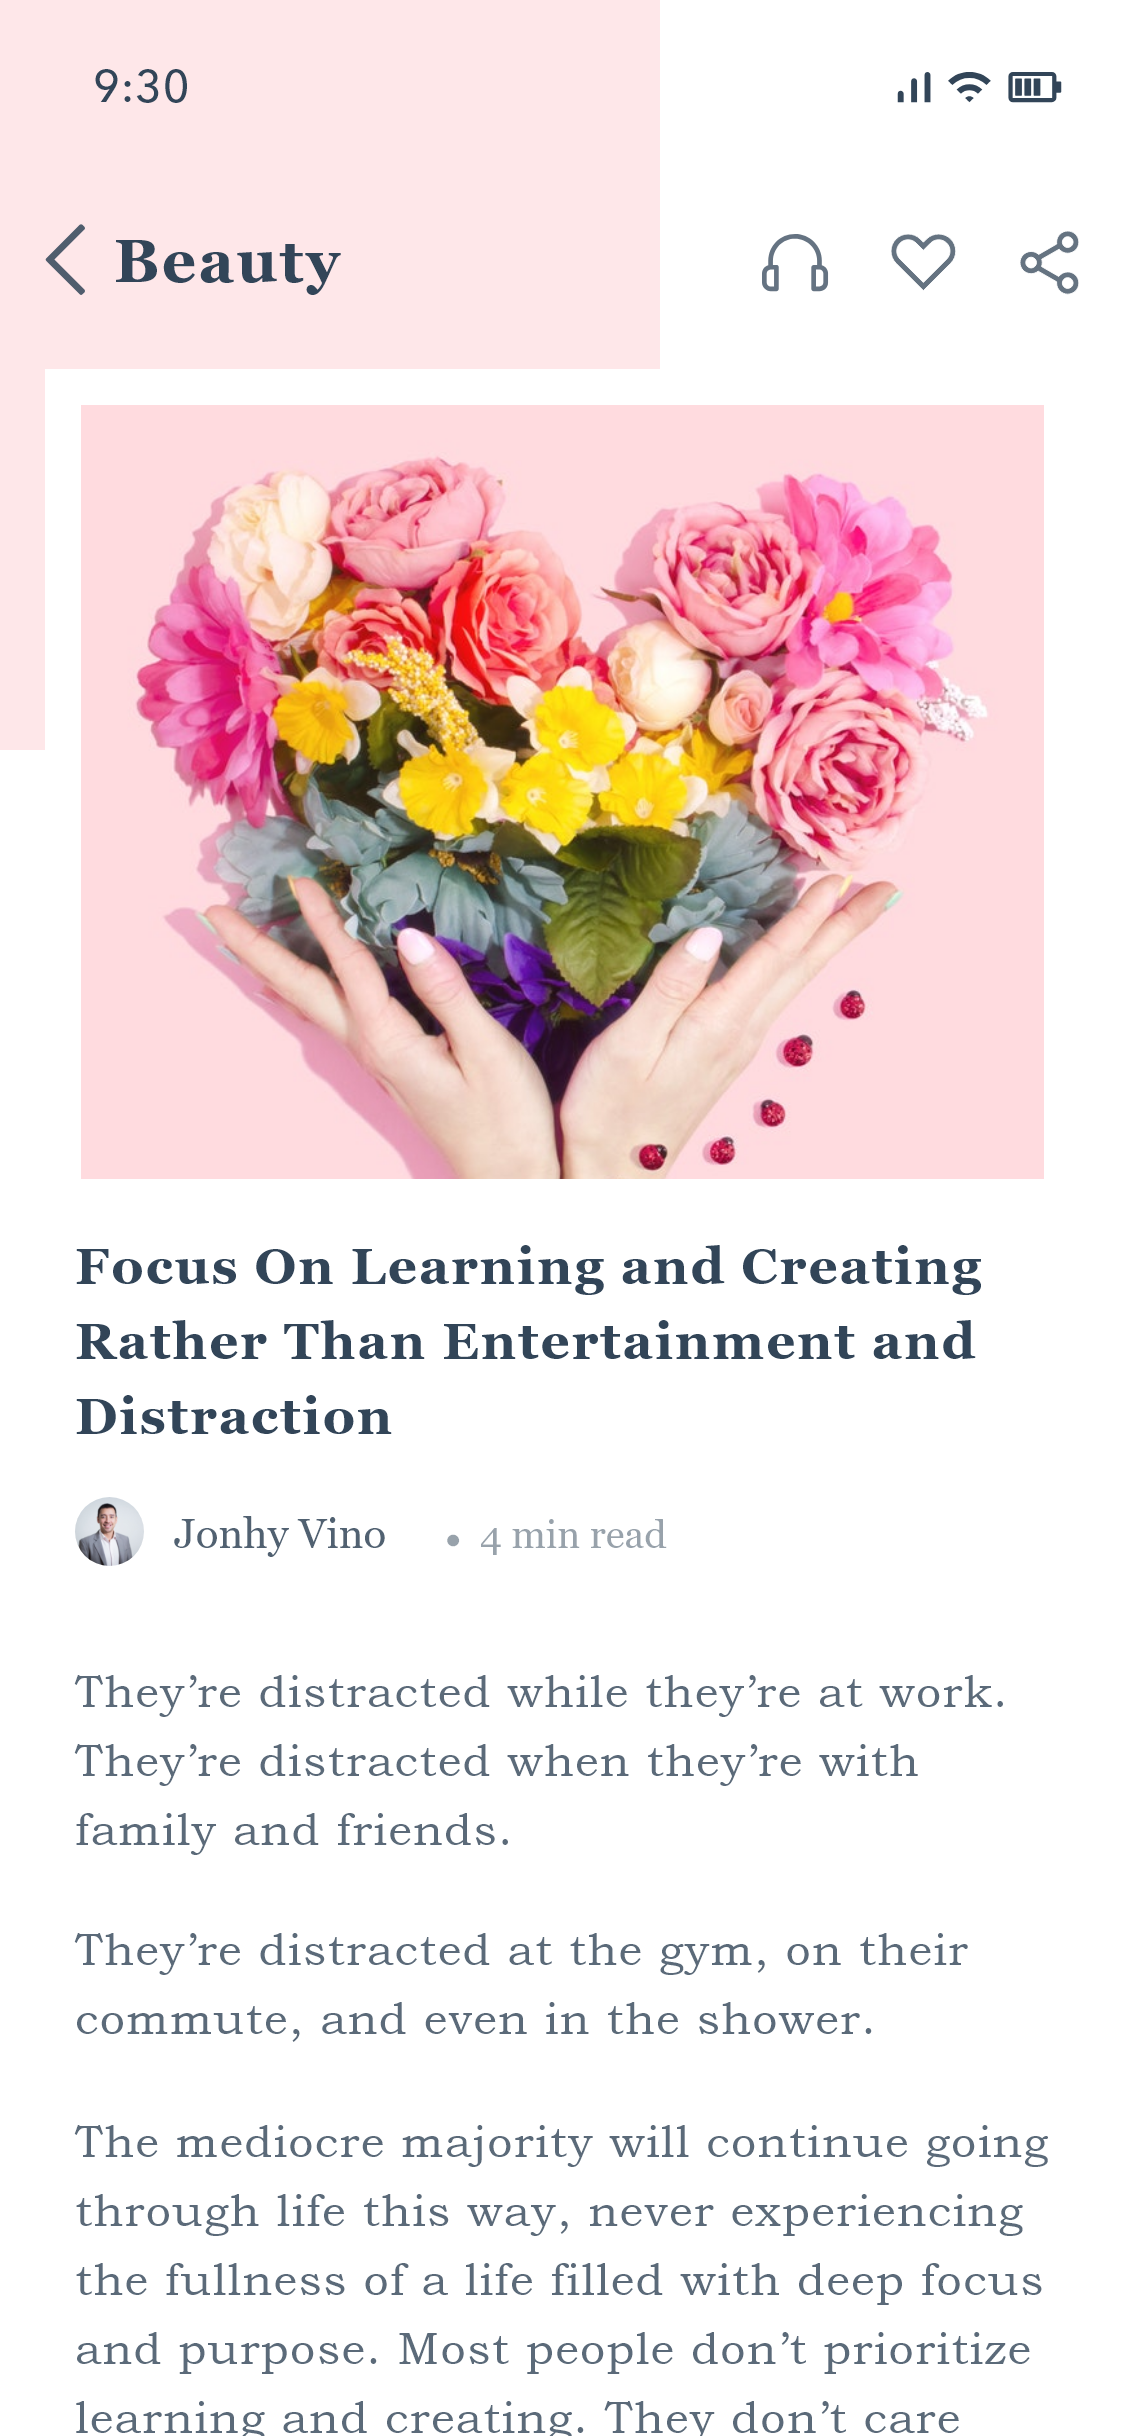 9:30
Beauty
Focus On Learning and Creating
Rather Than Entertainment and
Distraction
Jonhy Vino
• 4 min read
They’re distracted while they’re at work.
They’re distracted when they’re with
family and friends.
They’re distracted at the gym, on their
commute, and even in the shower.
The mediocre majority will continue going
through life this way, never experiencing
the fullness of a life filled with deep focus
and purpose. Most people don’t prioritize
learning and creating. They don’t care